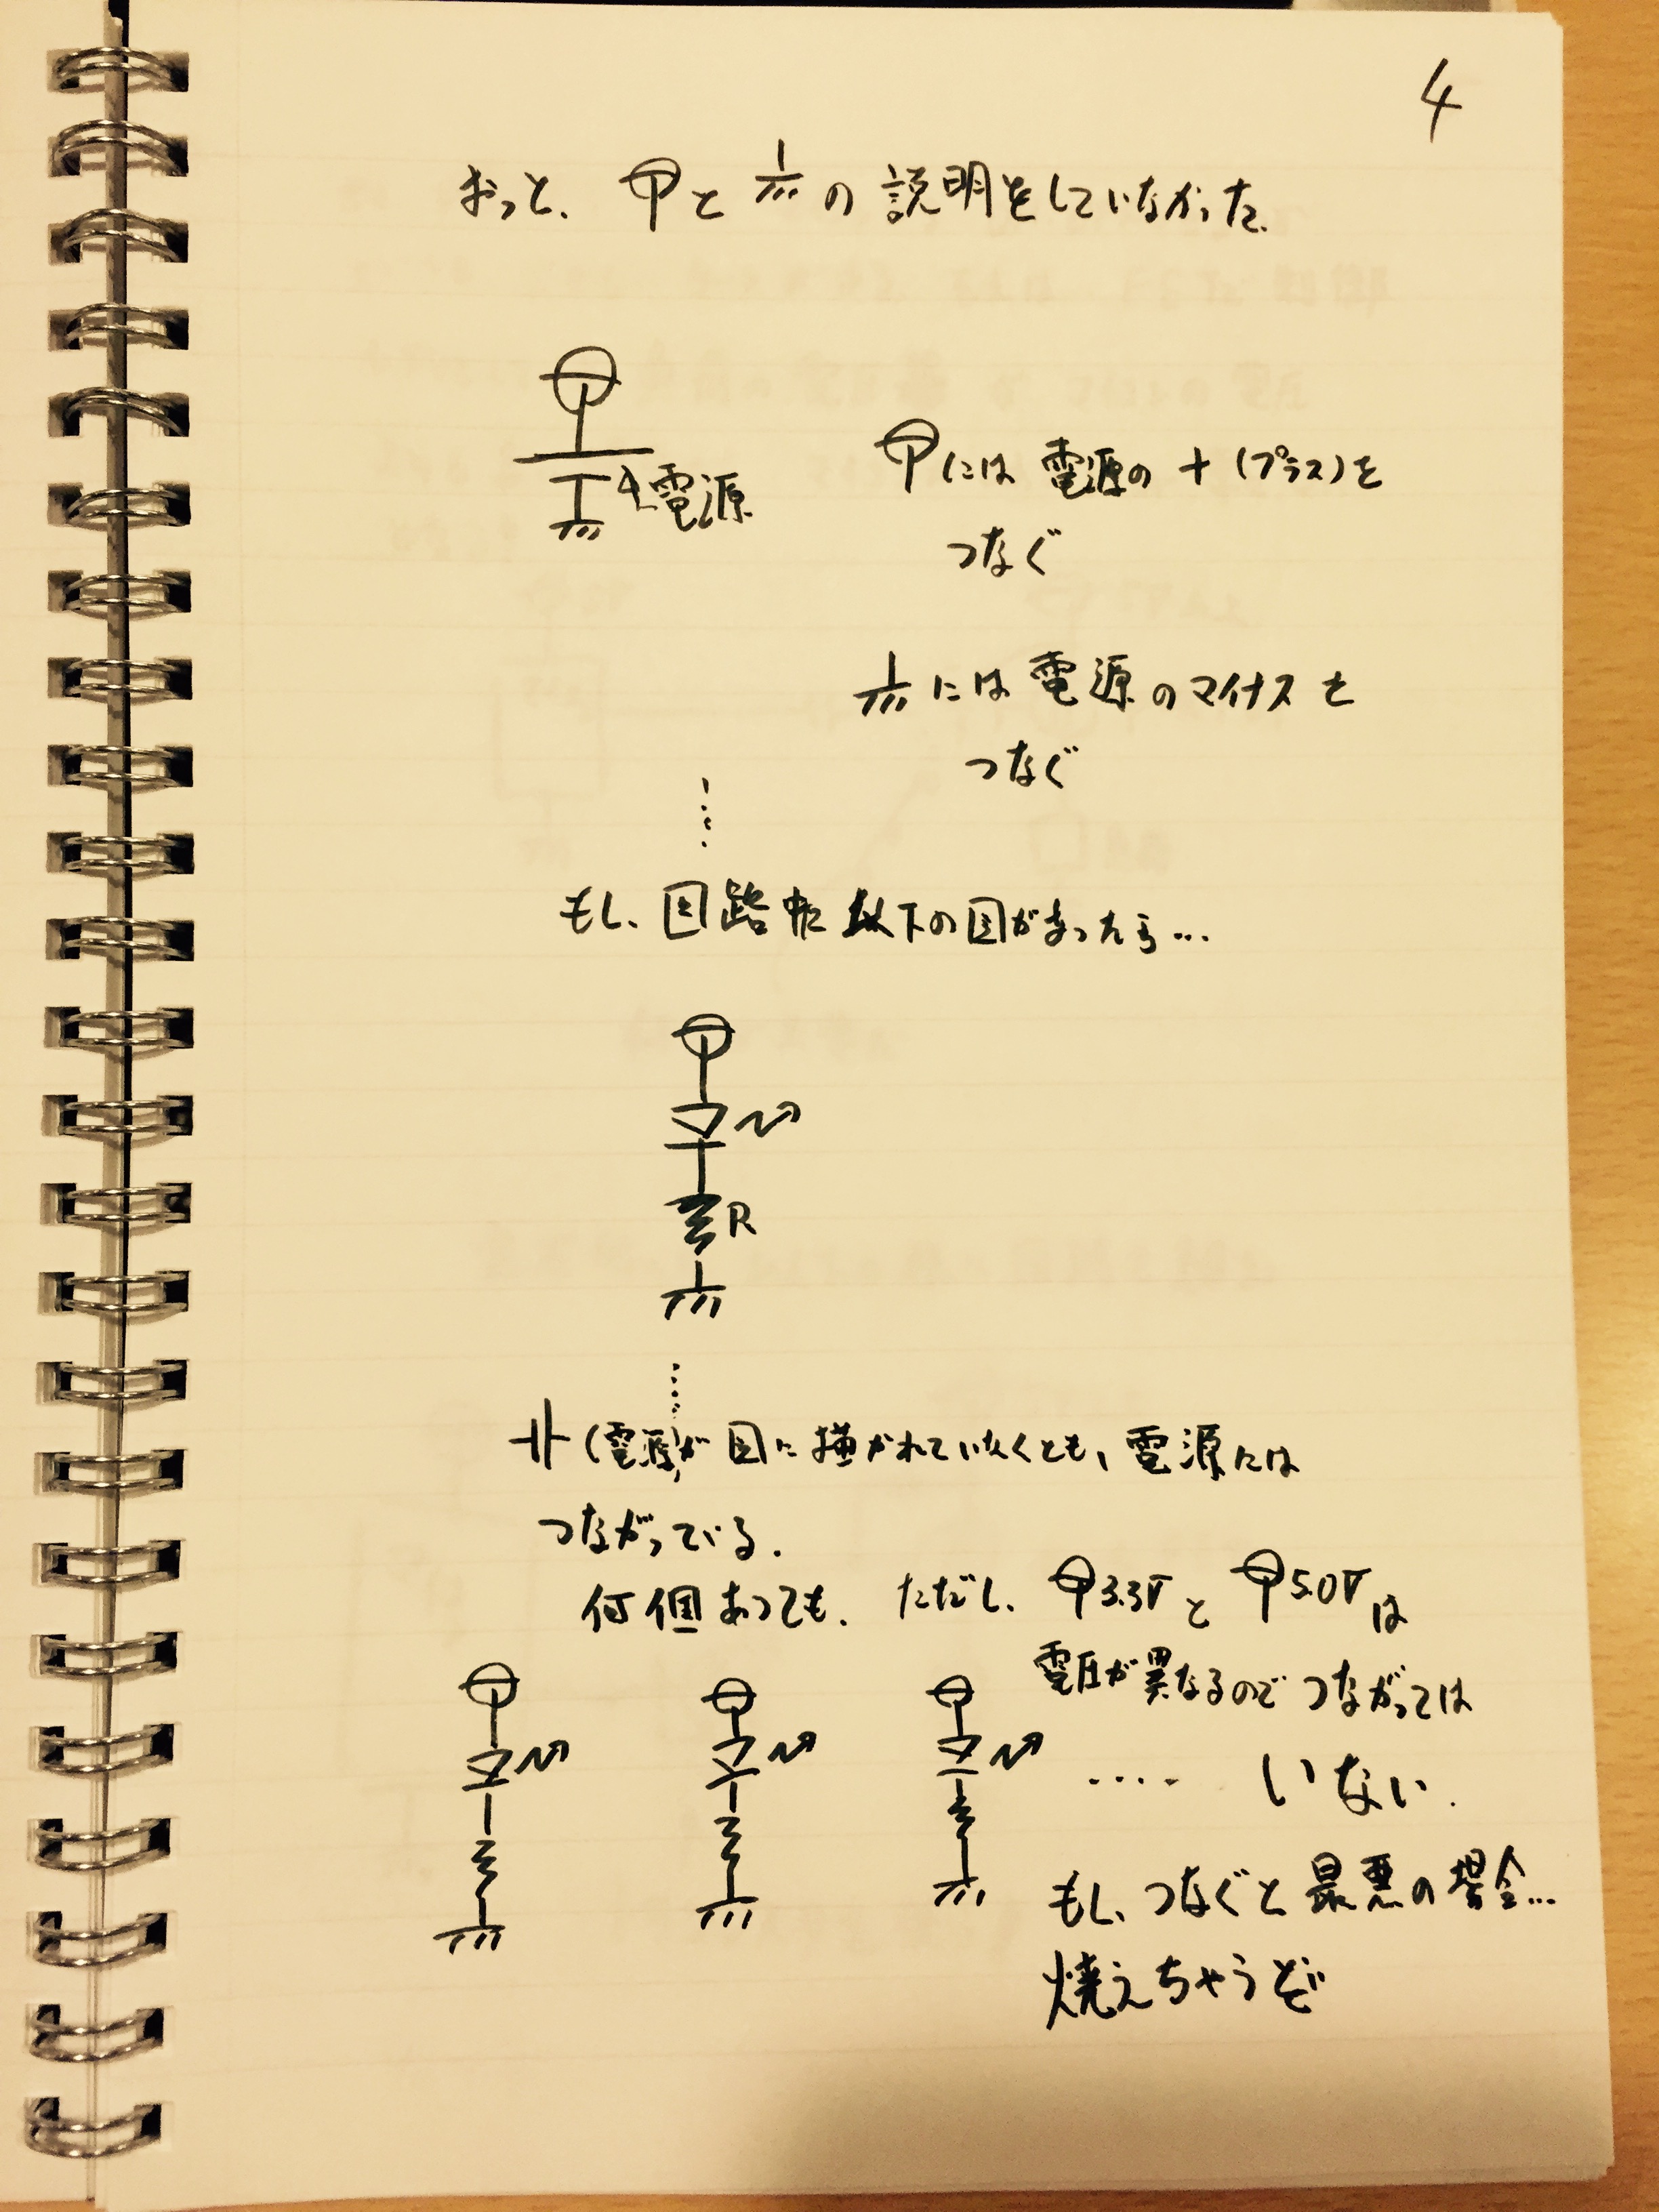 4
おっと、 と の 説明をしていなかった。
電源
には 電源の +(プラス)を
つなぐ
には 電源のマイナスを
つなぐ
もし、回路に以下の図があったら…
R
(電源)が 図に描かれていなくとも、電源には
つながっている.
何個あっても. ただし、 3.3Vと 5.0Vは
電圧が異なるので つながっては
.... いない.
もし、つなぐと最悪の場合…
燃えちゃうぞ